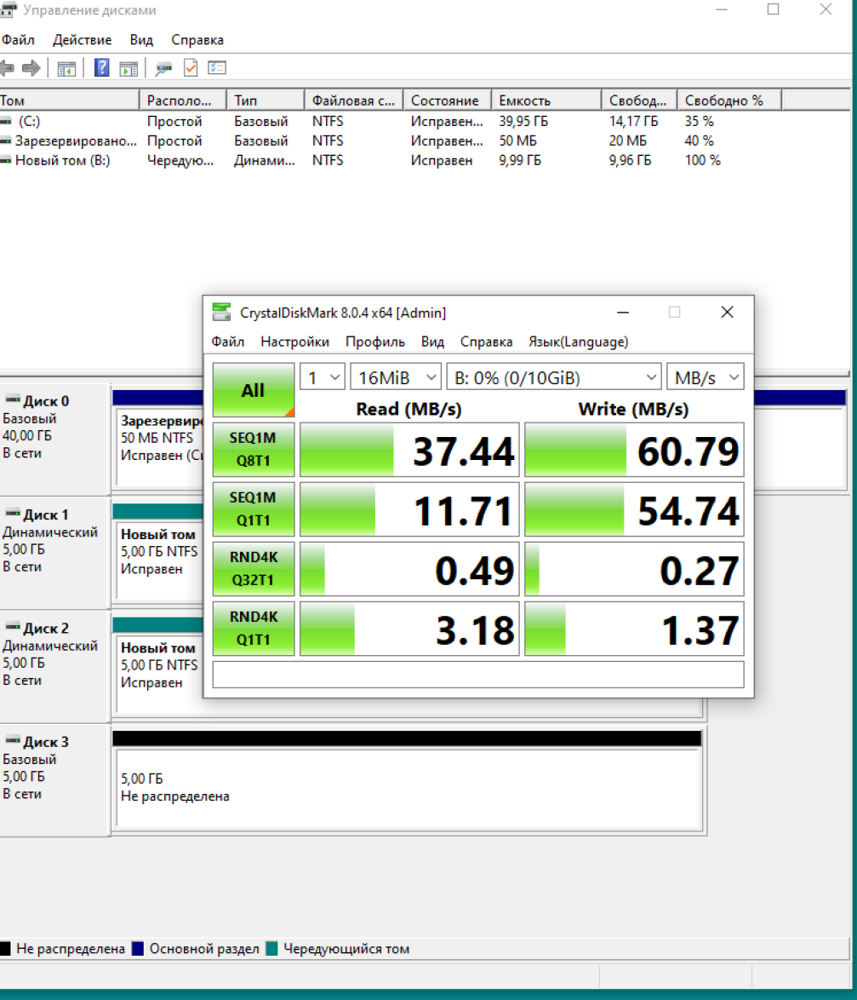 Управление дисками
Файл Действие Вид Справка
Том Располо... Тип Файловая с... Состояние Емкость Свобод... Свободно %
(C:) Простой Базовый NTFS Исправен... 39,95 ГБ 14,17 ГБ 35 %
Зарезервировано... Простой Базовый NTFS Исправен... 50 МБ 20 МБ 40 %
Новый том (B:) Чередую... Динами... NTFS Исправен 9,99 ГБ 9,96 ГБ 100 %
CrystalDiskMark 8.0.4 x64 [Admin]
Файл Настройки Профиль Вид Справка Язык(Language)
All 1 16MiB B: 0% (0/10GiB) MB/s
Read (MB/s) Write (MB/s)
SEQ1M
Q8T1 37.44 60.79
SEQ1M
Q1T1 11.71 54.74
RND4K
Q32T1 0.49 0.27
RND4K
Q1T1 3.18 1.37
Диск 0
Базовый
40,00 ГБ
В сети
Зарезервиро
50 МБ NTFS
Исправен (Си
Диск 1
Динамический
5,00 ГБ
В сети
Новый том
5,00 ГБ NTFS
Исправен
Диск 2
Динамический
5,00 ГБ
В сети
Новый том
5,00 ГБ NTFS
Исправен
Диск 3
Базовый
5,00 ГБ
В сети
5,00 ГБ
Не распределена
Не распределена Основной раздел Чередующийся том